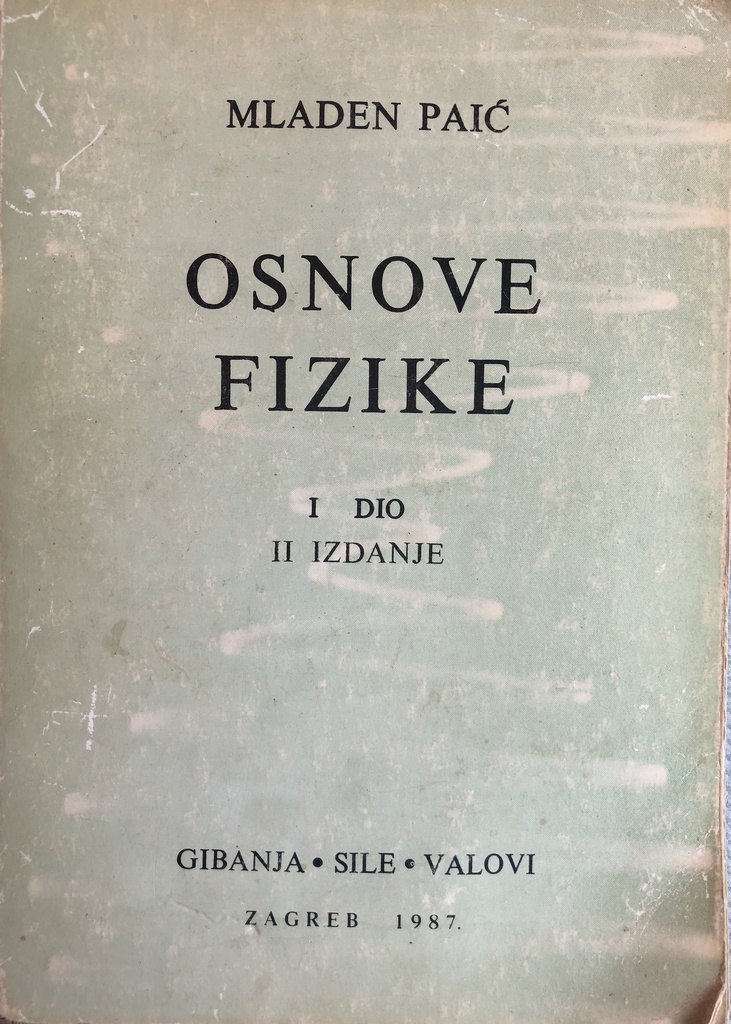 MLADEN PAIĆ
OSNOVE
FIZIKE
I DIO
II IZDANJE
GIBANJA • SILE • VALOVI
ZAGREB 1987.